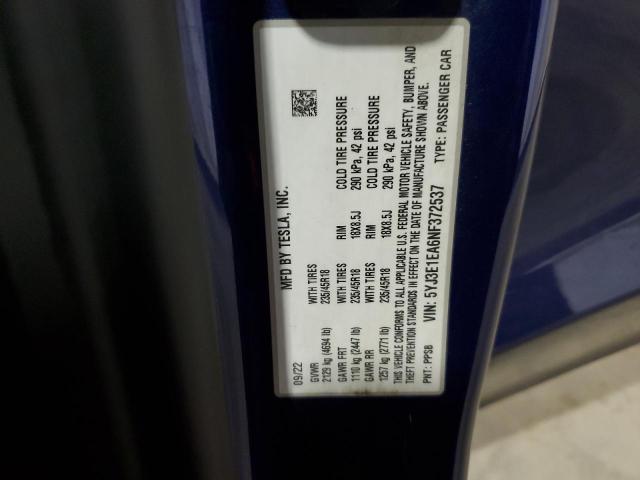 MFD BY TESLA, INC.
09/22
GVWR WITH TIRES RIM COLD TIRE PRESSURE
2129 kg (4694 lb) 235/45R18 18X8.5J 290 kPa, 42 psi
GAWR FRT WITH TIRES RIM COLD TIRE PRESSURE
1110 kg (2447 lb) 235/45R18 18X8.5J 290 kPa, 42 psi
GAWR RR
1257 kg (2771 lb)
THIS VEHICLE CONFORMS TO ALL APPLICABLE U.S. FEDERAL MOTOR VEHICLE SAFETY, BUMPER, AND
THEFT PREVENTION STANDARDS IN EFFECT ON THE DATE OF MANUFACTURE SHOWN ABOVE.
VIN: 5YJ3E1EA6NF372537
PNT: PPSB TYPE: PASSENGER CAR